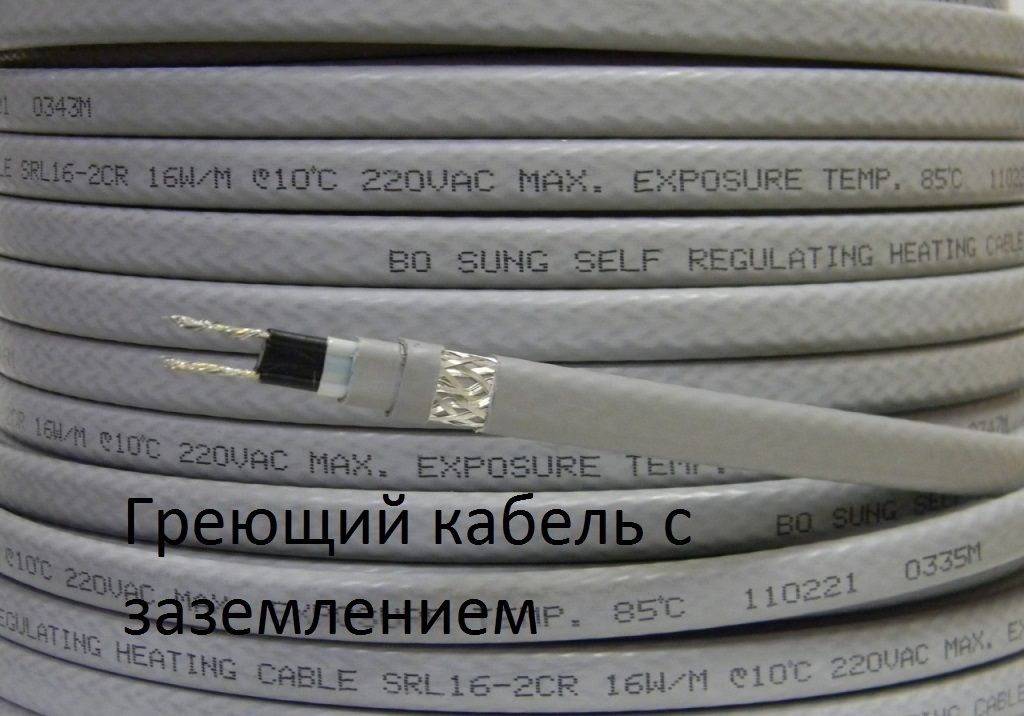 0343M
SRL16-2CR 16W/M @10°C 220VAC MAX. EXPOSURE TEMP. 85°C
BO SUNG SELF REGULATING HEATING CABLE
16W/M @10°C 220VAC MAX. EXPOSURE TEMP.
Греющий кабель с
BO SUNG
@10°C 220VAC TEMP. 85°C 110221 0335M
заземлением
HEATING CABLE SRL16-2CR 16W/M @10°C 220VAC MAX.